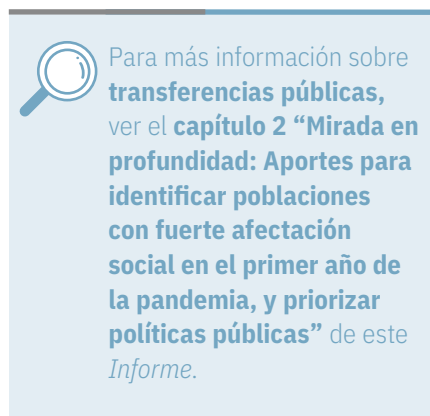 Para más información sobre
transferencias públicas,
ver el capítulo 2 “Mirada en
profundidad: Aportes para
identificar poblaciones
con fuerte afectación
social en el primer año de
la pandemia, y priorizar
políticas públicas” de este
Informe.